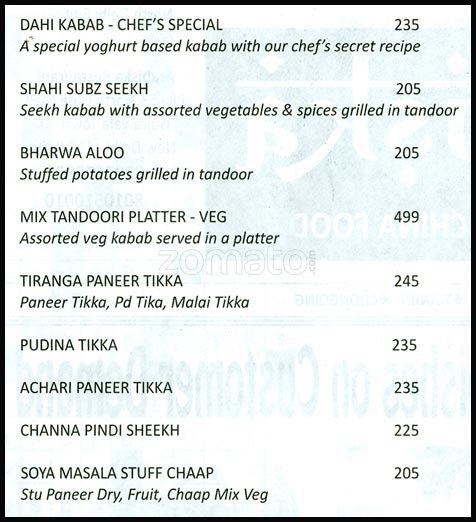 DAHI KABAB - CHEF'S SPECIAL 235
A special yoghurt based kabab with our chef's secret recipe
SHAHI SUBZ SEEKH 205
Seekh kabab with assorted vegetables & spices grilled in tandoor
BHARWA ALOO 205
Stuffed potatoes grilled in tandoor
MIX TANDOORI PLATTER - VEG 499
Assorted veg kabab served in a platter
zomato.com
TIRANGA PANEER TIKKA 245
Paneer Tikka, Pd Tika, Malai Tikka
PUDINA TIKKA 235
ACHARI PANEER TIKKA 235
CHANNA PINDI SHEEKH 225
SOYA MASALA STUFF CHAAP 205
Stu Paneer Dry, Fruit, Chaap Mix Veg